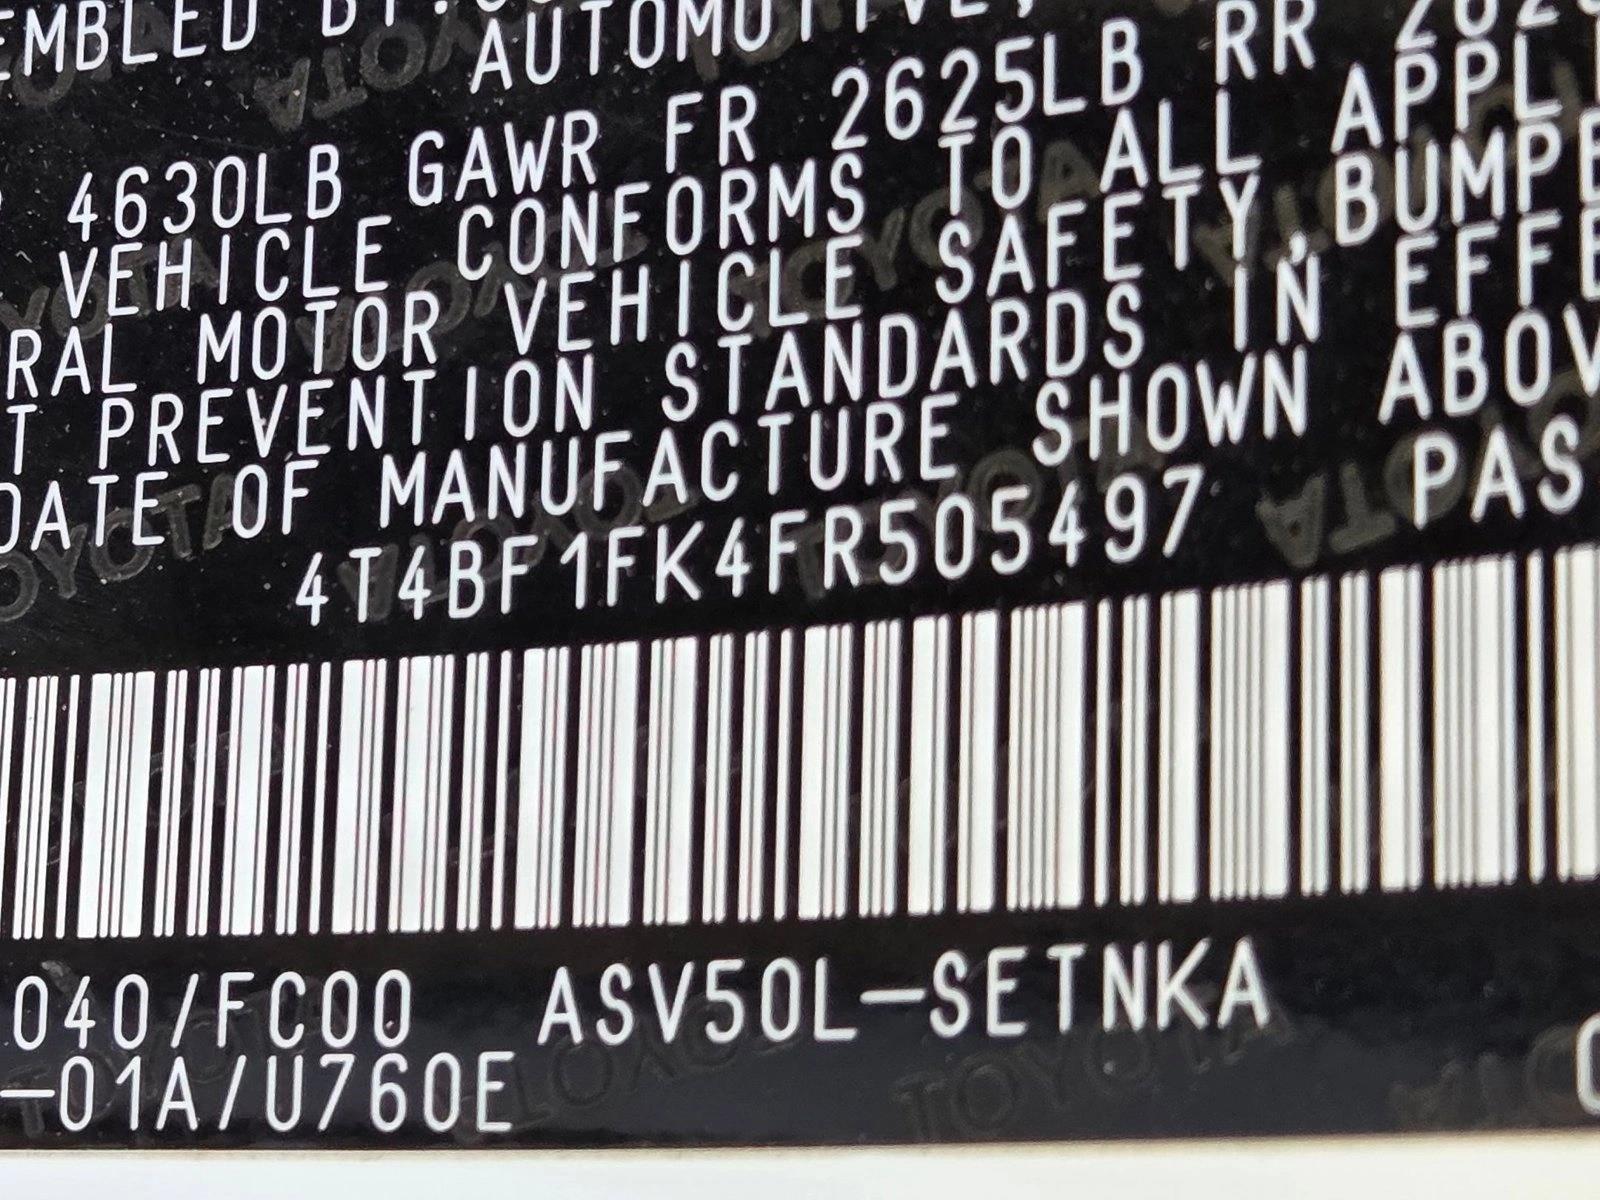 EMBLED BY:
AUTOMOTIVE,
4630LB GAWR FR 2625LB RR
VEHICLE CONFORMS TO ALL APPL
RAL MOTOR VEHICLE SAFETY,BUMPE
T PREVENTION STANDARDS IN EFFE
DATE OF MANUFACTURE SHOWN ABOV
4T4BF1FK4FR505497 PAS
040/FC00 ASV50L-SETNKA
-01A/U760E